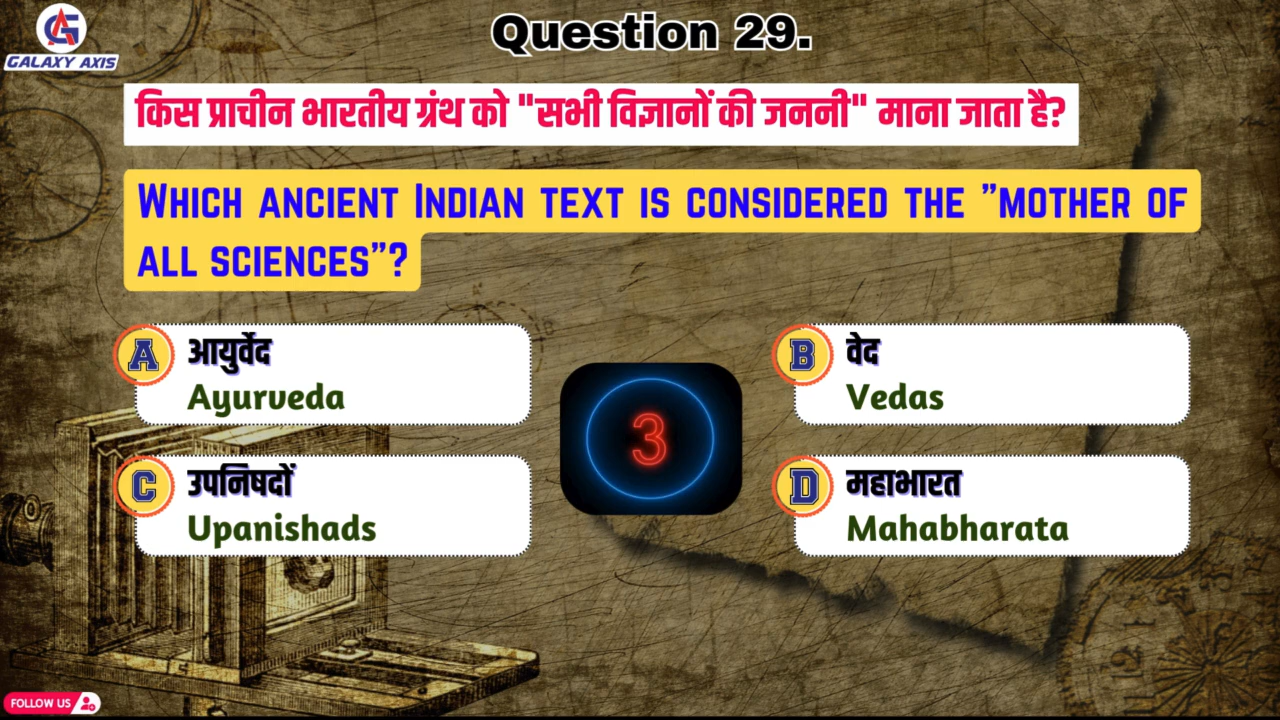 GALAXY AXIS
Question 29.
किस प्राचीन भारतीय ग्रंथ को "सभी विज्ञानों की जननी" माना जाता है?
Which ancient Indian text is considered the "mother of
all sciences"?
A
आयुर्वेद
Ayurveda
B
वेद
Vedas
3
C
उपनिषदों
Upanishads
D
महाभारत
Mahabharata
FOLLOW US